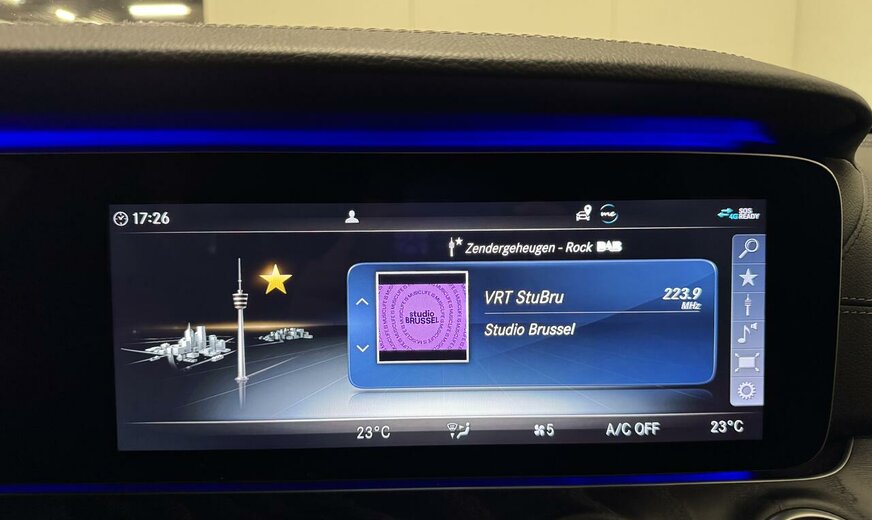 17:26
me
SOS
4G READY
Zendergeheugen - Rock DAB
studio
BRUSSEL
VRT StuBru
223.9
MHz
Studio Brussel
23°C
5
A/C OFF
23°C